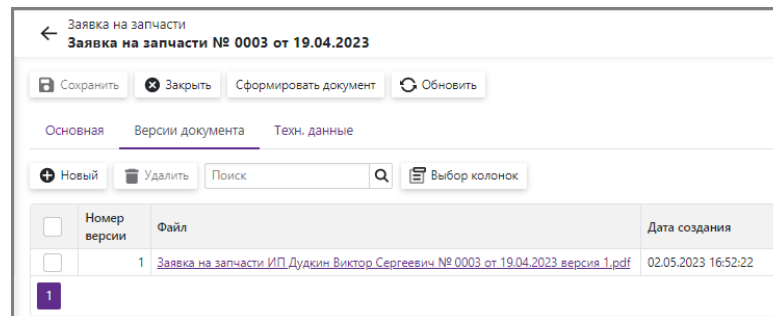 Заявка на запчасти
Заявка на запчасти № 0003 от 19.04.2023
Сохранить Закрыть Сформировать документ Обновить
Основная Версии документа Техн. данные
Новый Удалить Поиск Выбор колонок
Номер версии Файл Дата создания
1 Заявка на запчасти ИП Дудкин Виктор Сергеевич № 0003 от 19.04.2023 версия 1.pdf 02.05.2023 16:52:22
1